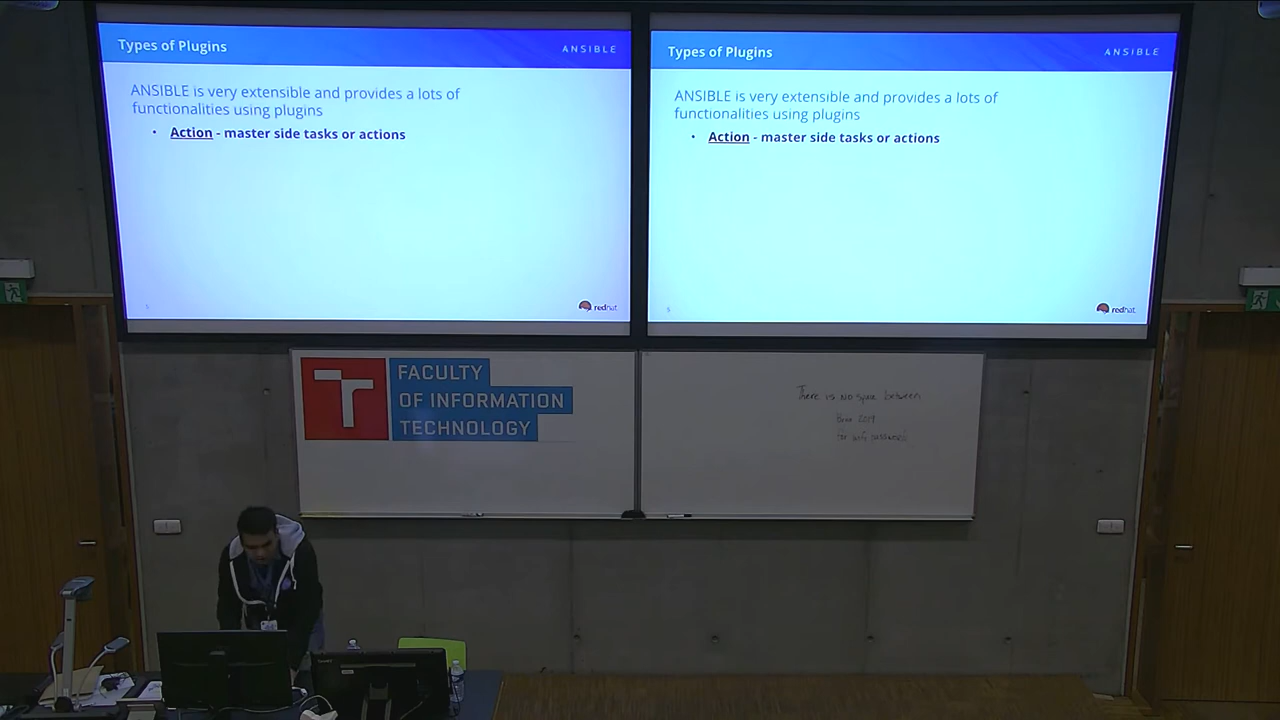 Types of Plugins
ANSIBLE
ANSIBLE is very extensible and provides a lots of
functionalities using plugins
• Action - master side tasks or actions
5
redhat
Types of Plugins
ANSIBLE
ANSIBLE is very extensible and provides a lots of
functionalities using plugins
• Action - master side tasks or actions
5
redhat.
FACULTY
OF INFORMATION
TECHNOLOGY
There is NO space between